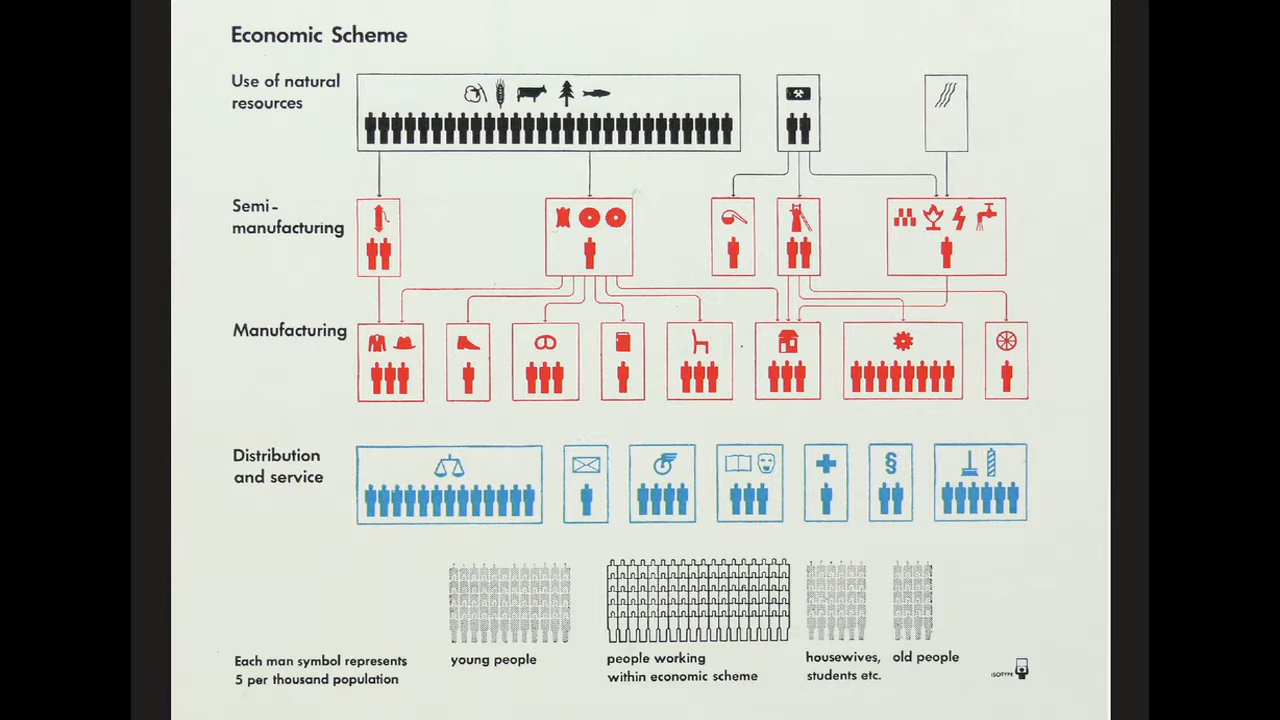 Economic Scheme
Use of natural
resources
Semi-
manufacturing
Manufacturing
Distribution
and service
§
young people
people working
within economic scheme
housewives,
students etc.
old people
Each man symbol represents
5 per thousand population
ISOTYPE